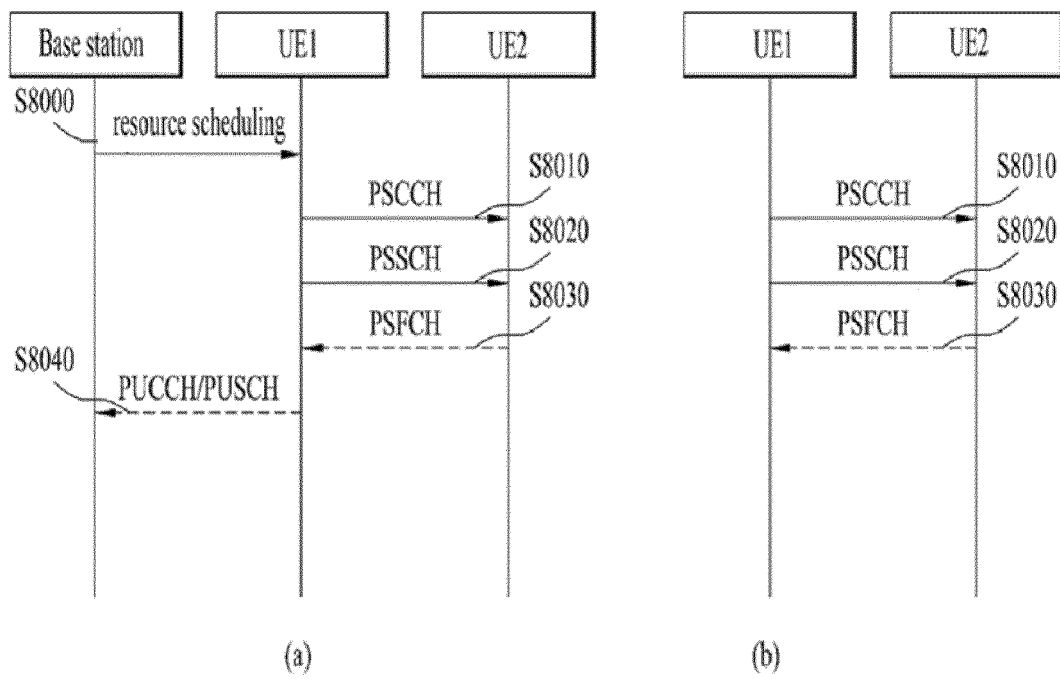 Base station UE1 UE2 UE1 UE2
S8000
resource scheduling
S8010 S8010
PSCCH PSCCH
S8020 S8020
PSSCH PSSCH
S8030 S8030
PSFCH PSFCH
S8040
PUCCH/PUSCH
(a) (b)